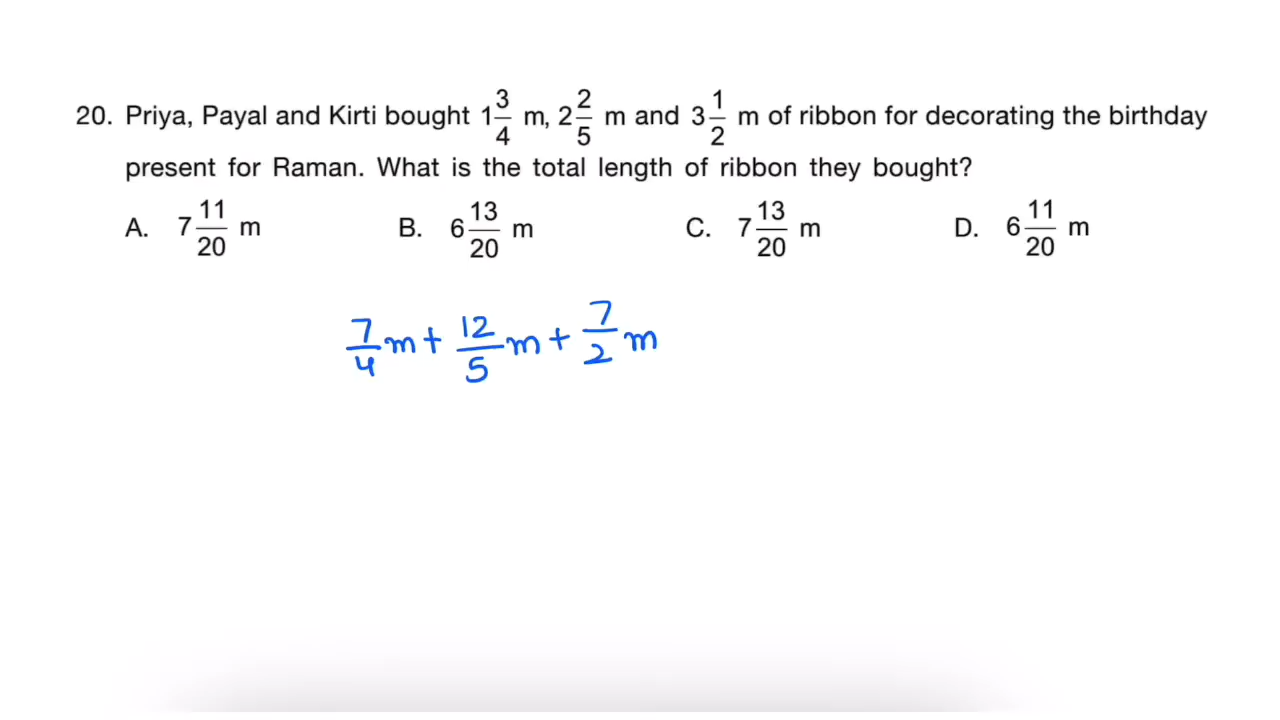 20. Priya, Payal and Kirti bought 1 3/4 m, 2 2/5 m and 3 1/2 m of ribbon for decorating the birthday
present for Raman. What is the total length of ribbon they bought?
A. 7 11/20 m B. 6 13/20 m C. 7 13/20 m D. 6 11/20 m
7/4 m + 12/5 m + 7/2 m